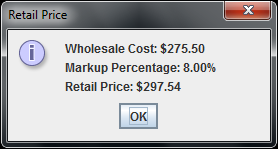 Retail Price
Wholesale Cost: $275.50
Markup Percentage: 8.00%
Retail Price: $297.54
OK